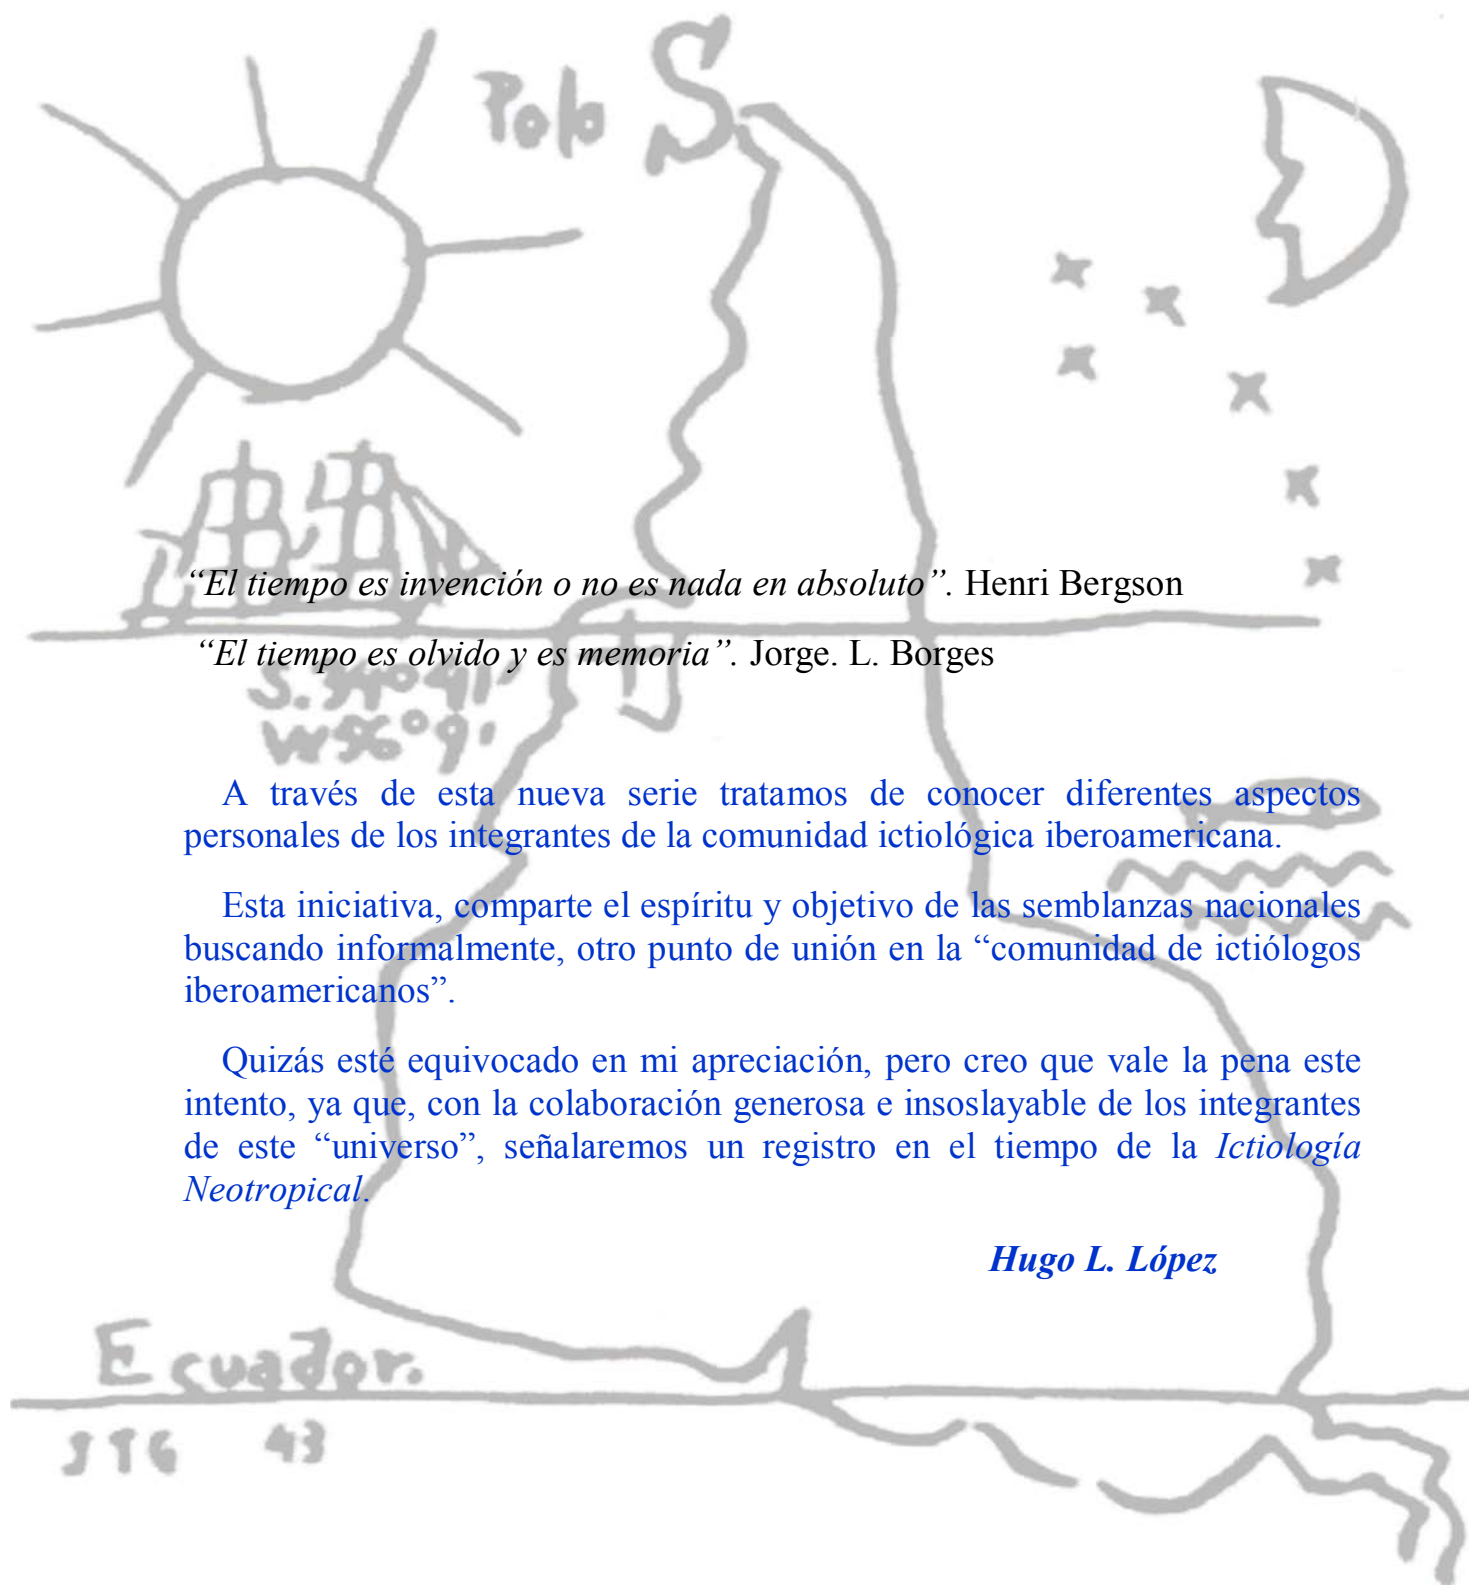 Polo S
“El tiempo es invención o no es nada en absoluto”. Henri Bergson
“El tiempo es olvido y es memoria”. Jorge. L. Borges
S. 34º41'
W56º9'
A través de esta nueva serie tratamos de conocer diferentes aspectos
personales de los integrantes de la comunidad ictiológica iberoamericana.
Esta iniciativa, comparte el espíritu y objetivo de las semblanzas nacionales
buscando informalmente, otro punto de unión en la “comunidad de ictiólogos
iberoamericanos”.
Quizás esté equivocado en mi apreciación, pero creo que vale la pena este
intento, ya que, con la colaboración generosa e insoslayable de los integrantes
de este “universo”, señalaremos un registro en el tiempo de la Ictiología
Neotropical.
Hugo L. López
Ecuador.
JTG 43